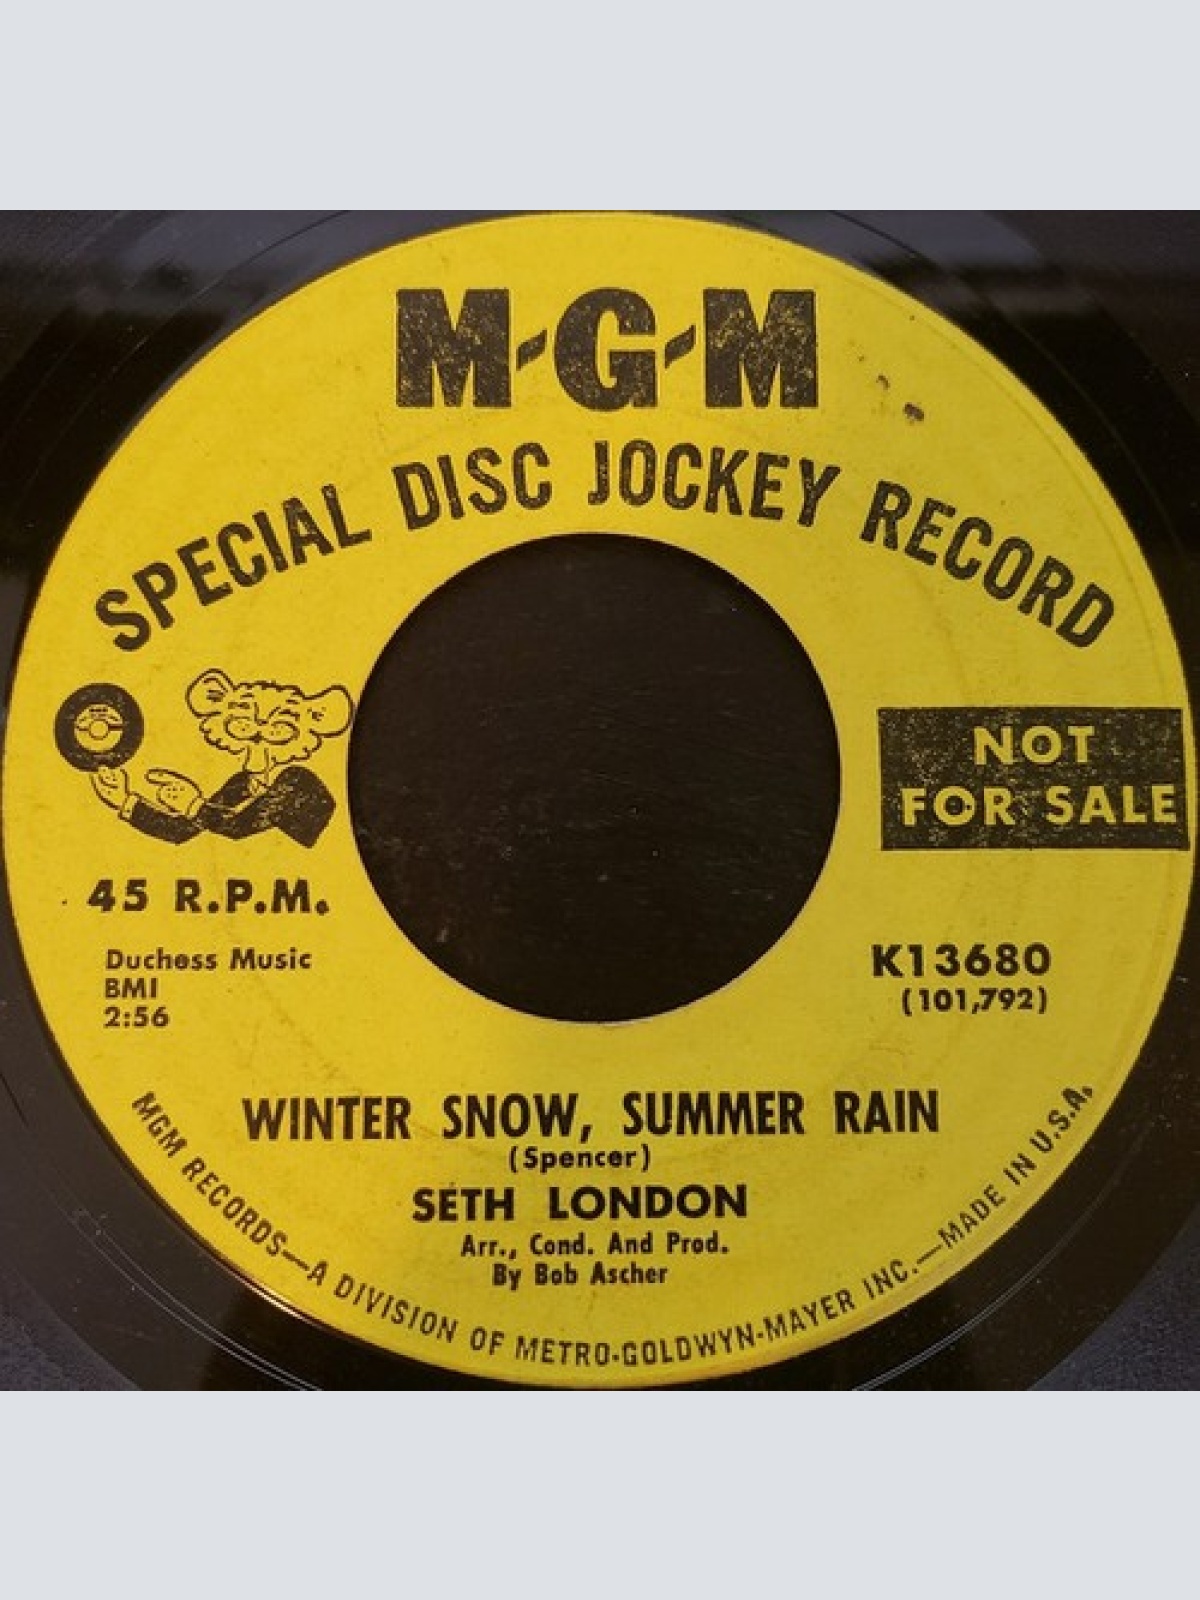 M-G-M
SPECIAL DISC JOCKEY RECORD
NOT
FOR SALE
45 R.P.M.
Duchess Music
BMI
2:56
K13680
(101,792)
WINTER SNOW, SUMMER RAIN
(Spencer)
SETH LONDON
Arr., Cond. And Prod.
By Bob Ascher
MGM RECORDS—A DIVISION OF METRO-GOLDWYN-MAYER INC.—MADE IN U.S.A.